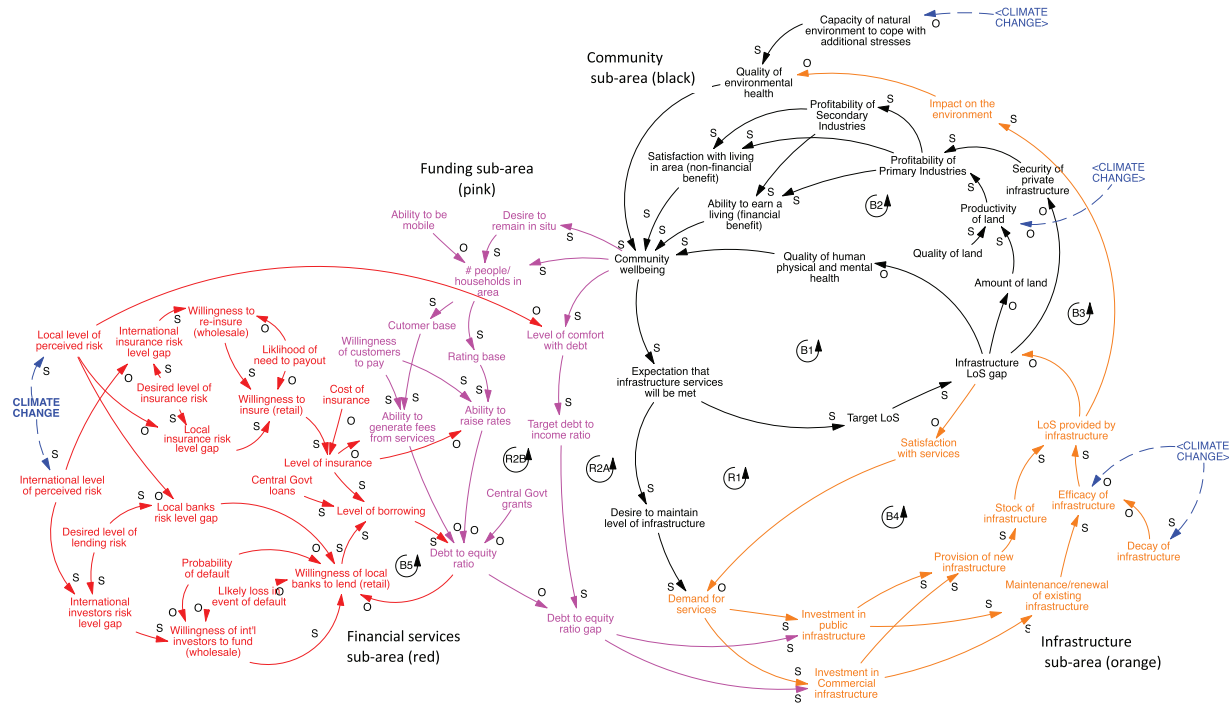 Capacity of natural
environment to cope with
additional stresses
<CLIMATE
CHANGE>
O
S
Community
sub-area (black)
Quality of
environmental
health
O
Impact on the
environment
S
Profitability of
Secondary
Industries
S
S
S
Satisfaction with living
in area (non-financial
benefit)
S
Profitability of
Primary Industries
S
Security of
private
infrastructure
S
<CLIMATE
CHANGE>
Funding sub-area
(pink)
Ability to earn a
living (financial
benefit)
S
S
B2
S
Productivity
of land
O
O
S
S
Quality of land
Ability to be
mobile
Desire to
remain in situ
O
S
S
S
S
S
S
S
Community
wellbeing
Quality of human
physical and mental
health
O
Amount of land
O
# people/
households in
area
S
S
S
O
S
B3
Local level of
perceived risk
International
insurance risk
level gap
S
Willingness to
re-insure
(wholesale)
O
Cutomer base
Willingness
of customers
to pay
S
Rating base
Level of comfort
with debt
B1
O
Liklihood of
need to payout
S
O
O
S
Desired level of
insurance risk
S
S
Expectation that
infrastructure services
will be met
Infrastructure
LoS gap
O
S
CLIMATE
CHANGE
Willingness to
insure (retail)
Cost of
insurance
S
S
S
O
S
Local
insurance risk
level gap
S
S
O
Ability to
generate fees
from services
Ability to
raise rates
O
Target debt to
income ratio
S
Target LoS
S
O
Satisfaction
with services
LoS provided by
infrastructure
S
S
<CLIMATE
CHANGE>
R2B
R2A
R1
S
Level of insurance
International level
of perceived risk
Central Govt
loans
S
S
S
O
Local banks
risk level gap
Level of borrowing
Central Govt
grants
S
Desire to maintain
level of infrastructure
B4
Stock of
infrastructure
Efficacy of
infrastructure
O
O
S
S
S
Decay of
infrastructure
Desired level of
lending risk
S
O
O
O
S
S
Debt to equity
ratio
B5
O
Probability
of default
LIkely loss in
event of default
O
Willingness of local
banks to lend (retail)
O
S
S
International
investors risk
level gap
O
O
Willingness of int'l
investors to fund
(wholesale)
S
S
Financial services
sub-area (red)
O
S
Debt to equity
ratio gap
S
O
Demand for
services
S
S
Investment in
public
infrastructure
S
S
Provision of new
infrastructure
S
Maintenance/renewal
of existing
infrastructure
S
S
Infrastructure
sub-area (orange)
S
S
Investment in
Commercial
infrastructure